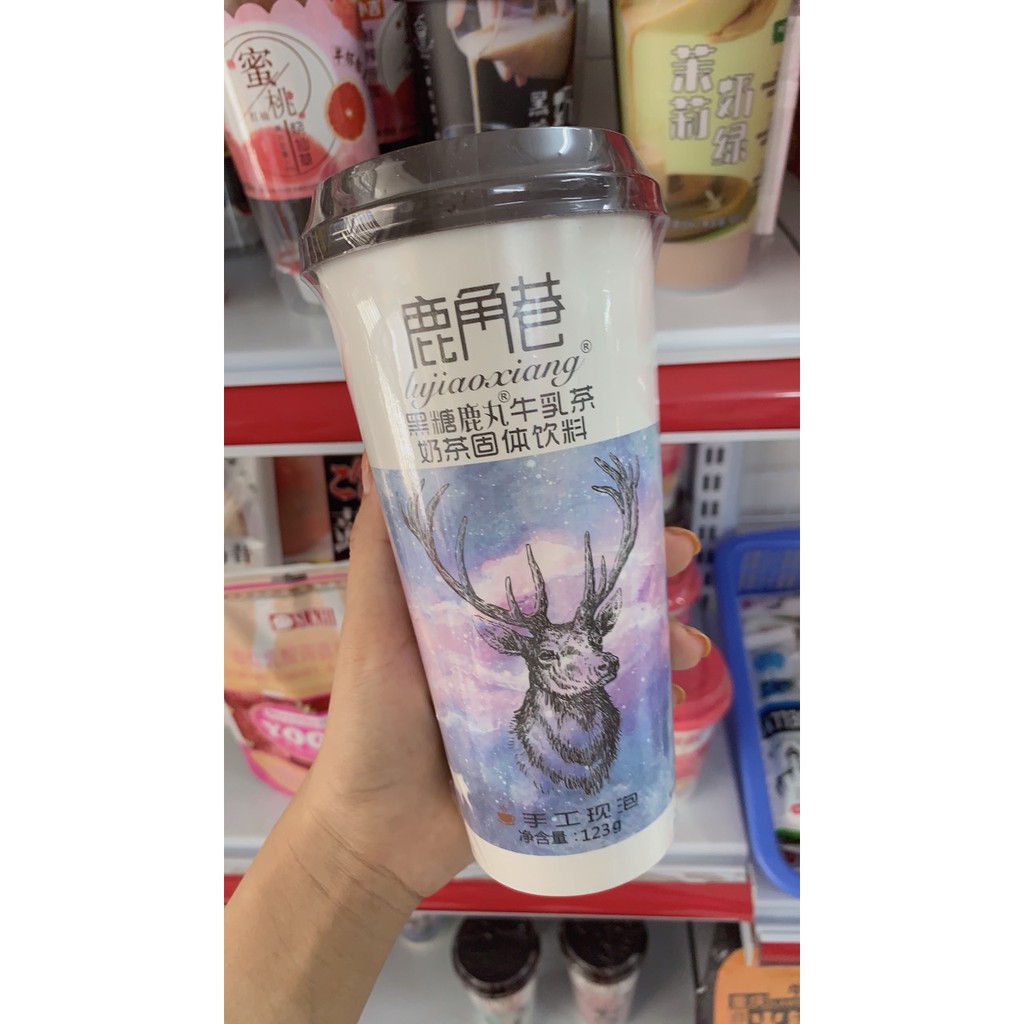 蜜
桃
黑
茉莉
奶绿
鹿角巷
lujiaoxiang®
黑糖鹿丸®牛乳茶
奶茶固体饮料
手工现泡
净含量:123g